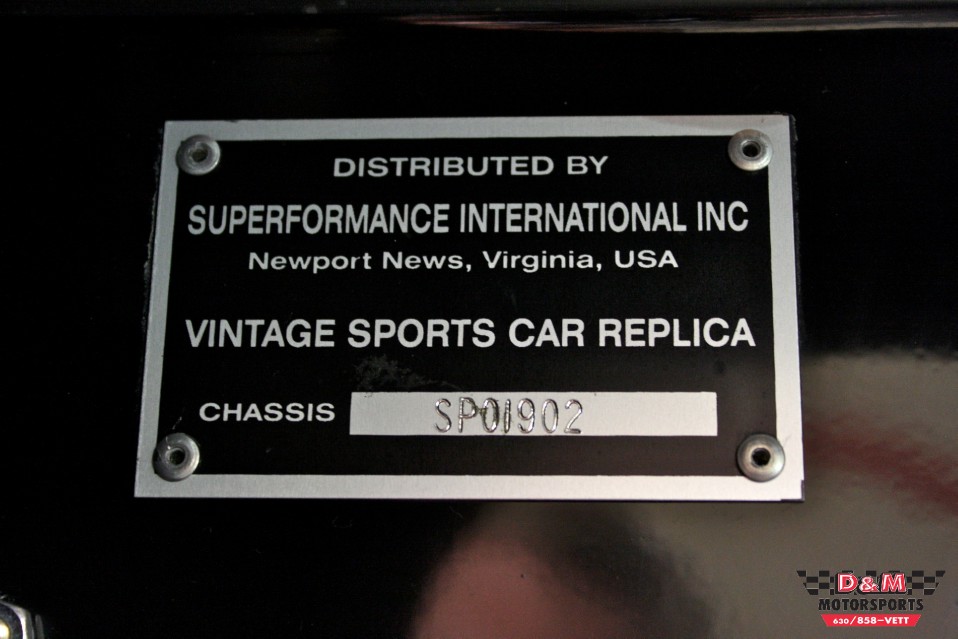 DISTRIBUTED BY
SUPERFORMANCE INTERNATIONAL INC
Newport News, Virginia, USA
VINTAGE SPORTS CAR REPLICA
CHASSIS SP01902
D&M
MOTORSPORTS
630/858-VETT